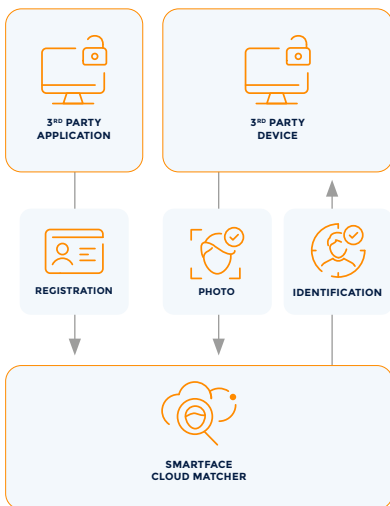 3RD PARTY
APPLICATION
3RD PARTY
DEVICE
REGISTRATION
PHOTO
IDENTIFICATION
SMARTFACE
CLOUD MATCHER